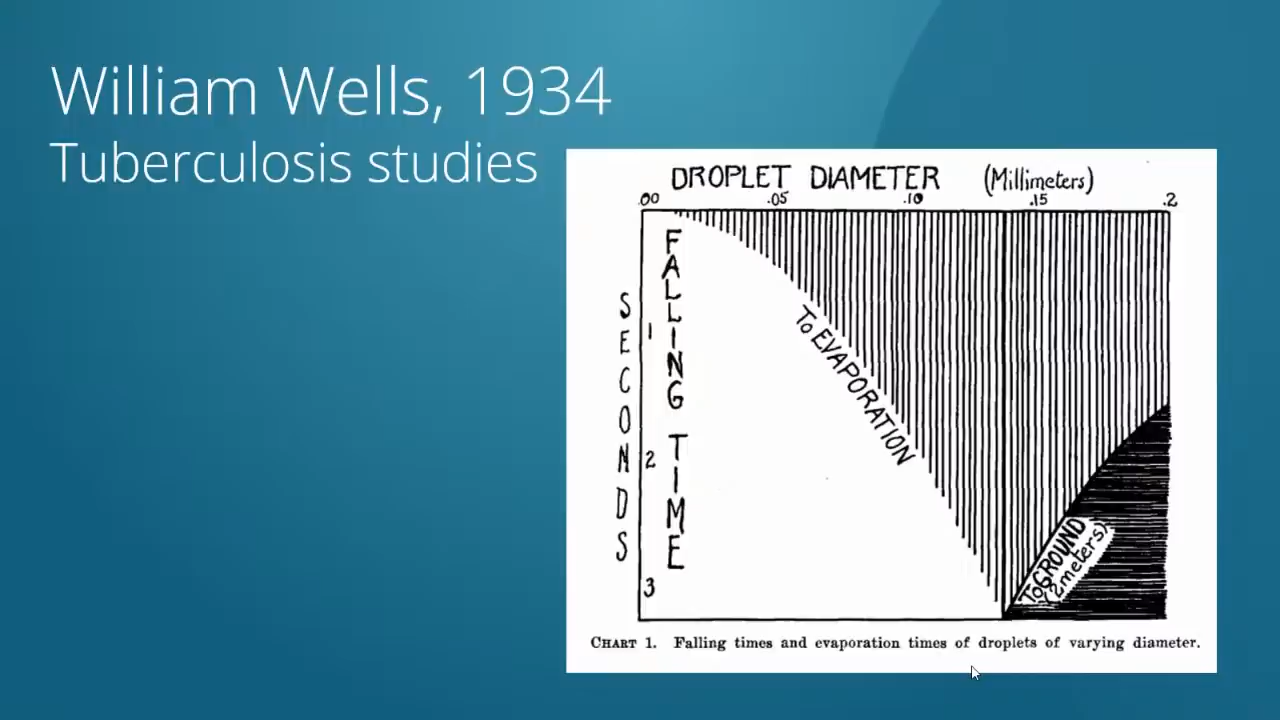 William Wells, 1934
Tuberculosis studies
DROPLET DIAMETER (Millimeters)
.00 .05 .10 .15 .2
FALLING TIME
SECONDS
1
2
3
To EVAPORATION
To GROUND
(2 meters)
CHART 1. Falling times and evaporation times of droplets of varying diameter.